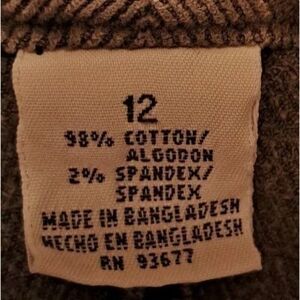 12
98% COTTON/
ALGODON
2% SPANDEX/
SPANDEX
MADE IN BANGLADESH
HECHO EN BANGLADESH
RN 93677